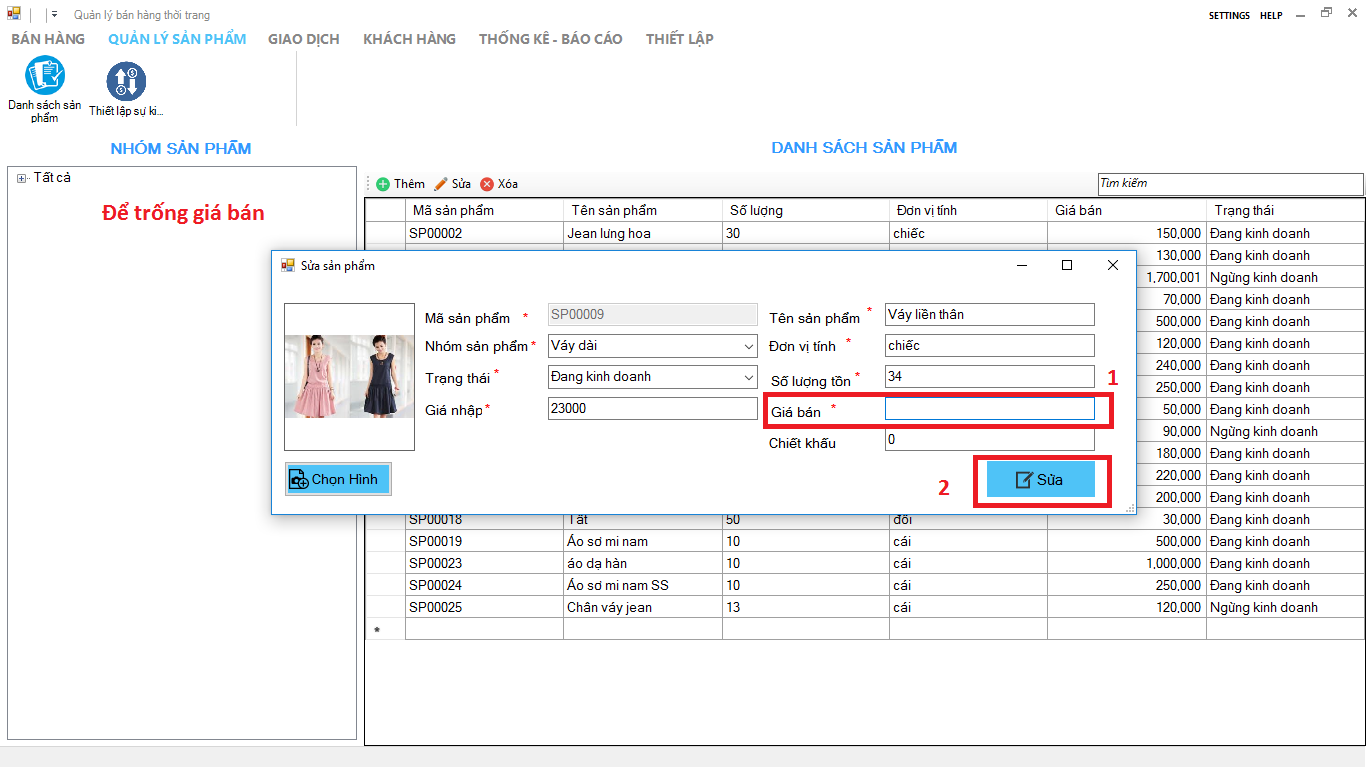 Quản lý bán hàng thời trang
SETTINGS HELP
BÁN HÀNG QUẢN LÝ SẢN PHẨM GIAO DỊCH KHÁCH HÀNG THỐNG KÊ - BÁO CÁO THIẾT LẬP
Danh sách sản phẩm
Thiết lập sự ki...
NHÓM SẢN PHẨM
Tất cả
Để trống giá bán
DANH SÁCH SẢN PHẨM
Thêm Sửa Xóa
Tìm kiếm
Mã sản phẩm Tên sản phẩm Số lượng Đơn vị tính Giá bán Trạng thái
SP00002 Jean lưng hoa 30 chiếc 150,000 Đang kinh doanh
130,000 Đang kinh doanh
1,700,001 Ngừng kinh doanh
70,000 Đang kinh doanh
500,000 Đang kinh doanh
120,000 Đang kinh doanh
240,000 Đang kinh doanh
250,000 Đang kinh doanh
50,000 Đang kinh doanh
90,000 Ngừng kinh doanh
180,000 Đang kinh doanh
220,000 Đang kinh doanh
200,000 Đang kinh doanh
SP00018 Tất 50 đôi 30,000 Đang kinh doanh
SP00019 Áo sơ mi nam 10 cái 500,000 Đang kinh doanh
SP00023 áo dạ hàn 10 cái 1,000,000 Đang kinh doanh
SP00024 Áo sơ mi nam SS 10 cái 250,000 Đang kinh doanh
SP00025 Chân váy jean 13 cái 120,000 Ngừng kinh doanh
*
Sửa sản phẩm
Mã sản phẩm * SP00009
Tên sản phẩm * Váy liền thân
Nhóm sản phẩm * Váy dài
Đơn vị tính * chiếc
Trạng thái * Đang kinh doanh
Số lượng tồn * 34
1
Giá nhập * 23000
Giá bán *
Chiết khấu 0
Chọn Hình
2
Sửa